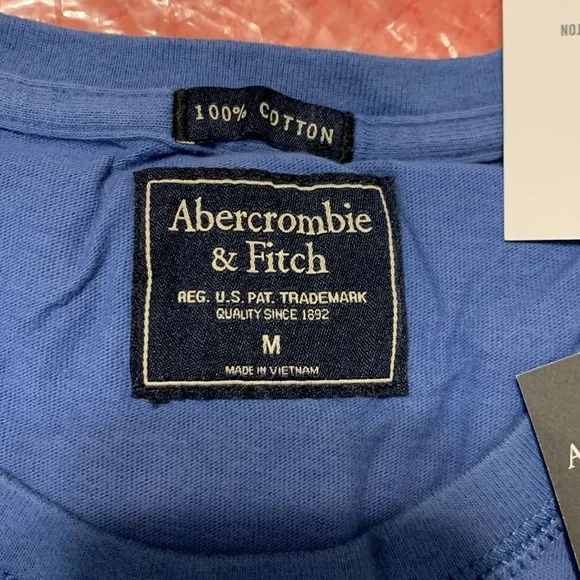 100% COTTON
Abercrombie
& Fitch
REG. U.S. PAT. TRADEMARK
QUALITY SINCE 1892
M
MADE IN VIETNAM
A